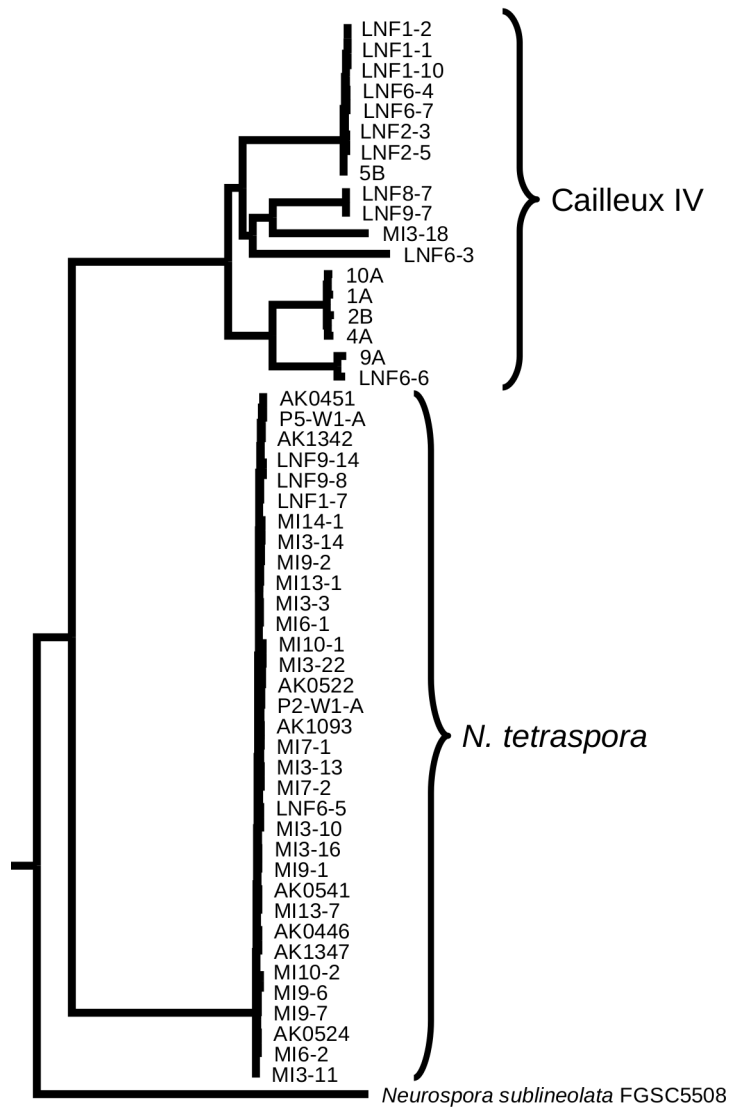 LNF1-2
LNF1-1
LNF1-10
LNF6-4
LNF6-7
LNF2-3
LNF2-5
5B
LNF8-7
Cailleux IV
LNF9-7
MI3-18
LNF6-3
10A
1A
2B
4A
9A
LNF6-6
AK0451
P5-W1-A
AK1342
LNF9-14
LNF9-8
LNF1-7
MI14-1
MI3-14
MI9-2
MI13-1
MI3-3
MI6-1
MI10-1
MI3-22
AK0522
P2-W1-A
AK1093
N. tetraspora
MI7-1
MI3-13
MI7-2
LNF6-5
MI3-10
MI3-16
MI9-1
AK0541
MI13-7
AK0446
AK1347
MI10-2
MI9-6
MI9-7
AK0524
MI6-2
MI3-11
Neurospora sublineolata FGSC5508